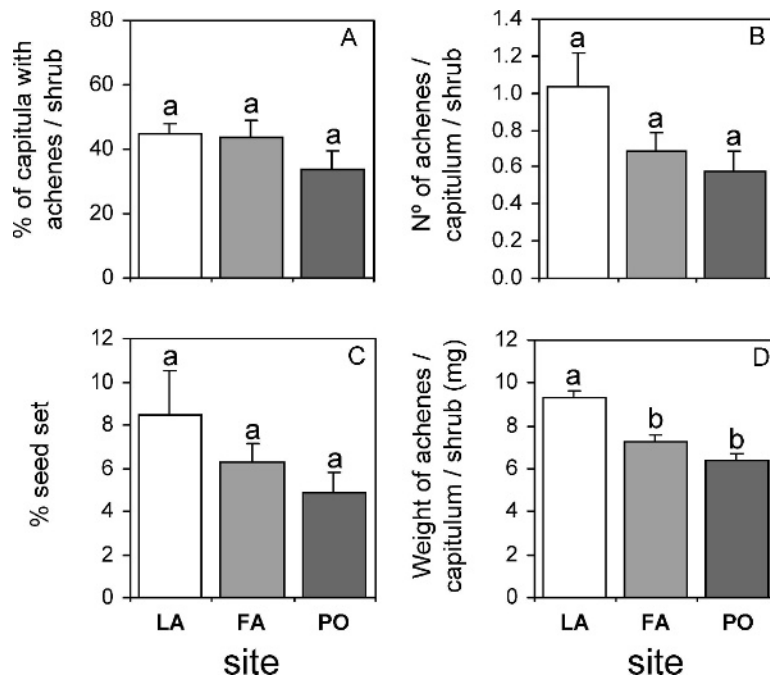 % of capitula with
achenes / shrub
80
60
40
20
0
A
a
a
a
Nº of achenes /
capitulum / shrub
1.4
1.2
1.0
0.8
0.6
0.4
0.2
0.0
B
a
a
a
% seed set
12
10
8
6
4
2
0
C
a
a
a
LA FA PO
site
Weight of achenes /
capitulum / shrub (mg)
12
10
8
6
4
2
0
D
a
b
b
LA FA PO
site